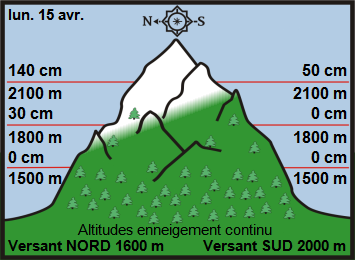 lun. 15 avr.
N S
140 cm 50 cm
2100 m 2100 m
30 cm 0 cm
1800 m 1800 m
0 cm 0 cm
1500 m 1500 m
Altitudes enneigement continu
Versant NORD 1600 m Versant SUD 2000 m